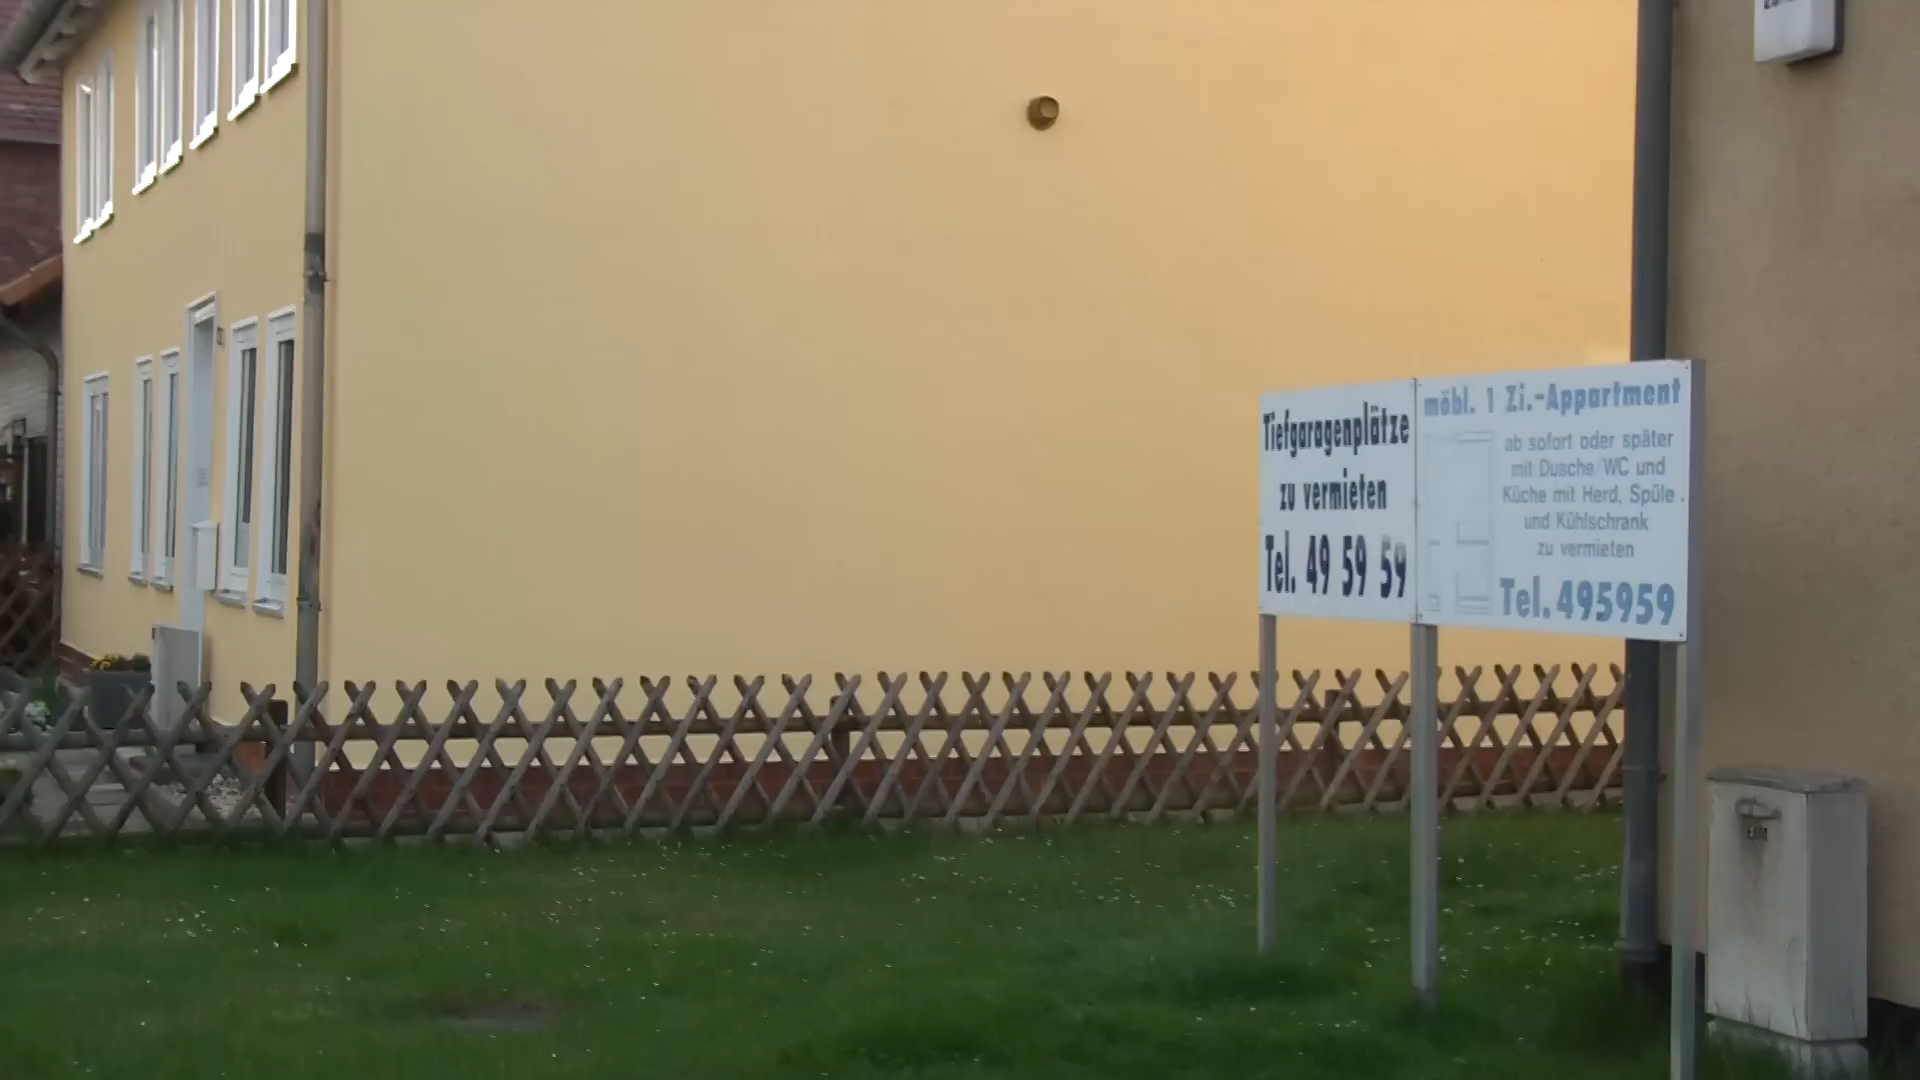 Tiefgaragenplätze
zu vermieten
Tel. 49 59 59
möbl. 1 Zi.-Appartment
ab sofort oder später
mit Dusche/WC und
Küche mit Herd, Spüle .
und Kühlschrank
zu vermieten
Tel. 495959